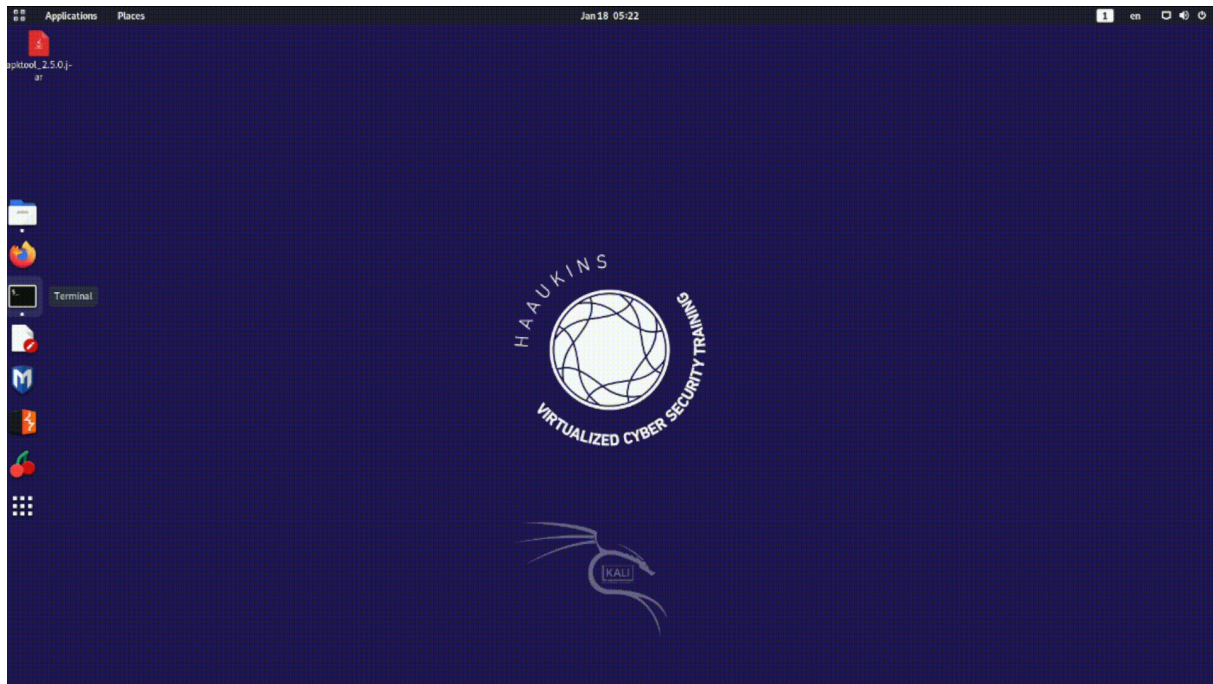 Applications Places Jan 18 05:22 1 en
apktool_2.5.0.j-
ar
Terminal
HAAUKINS
VIRTUALIZED CYBER SECURITY TRAINING
KALI